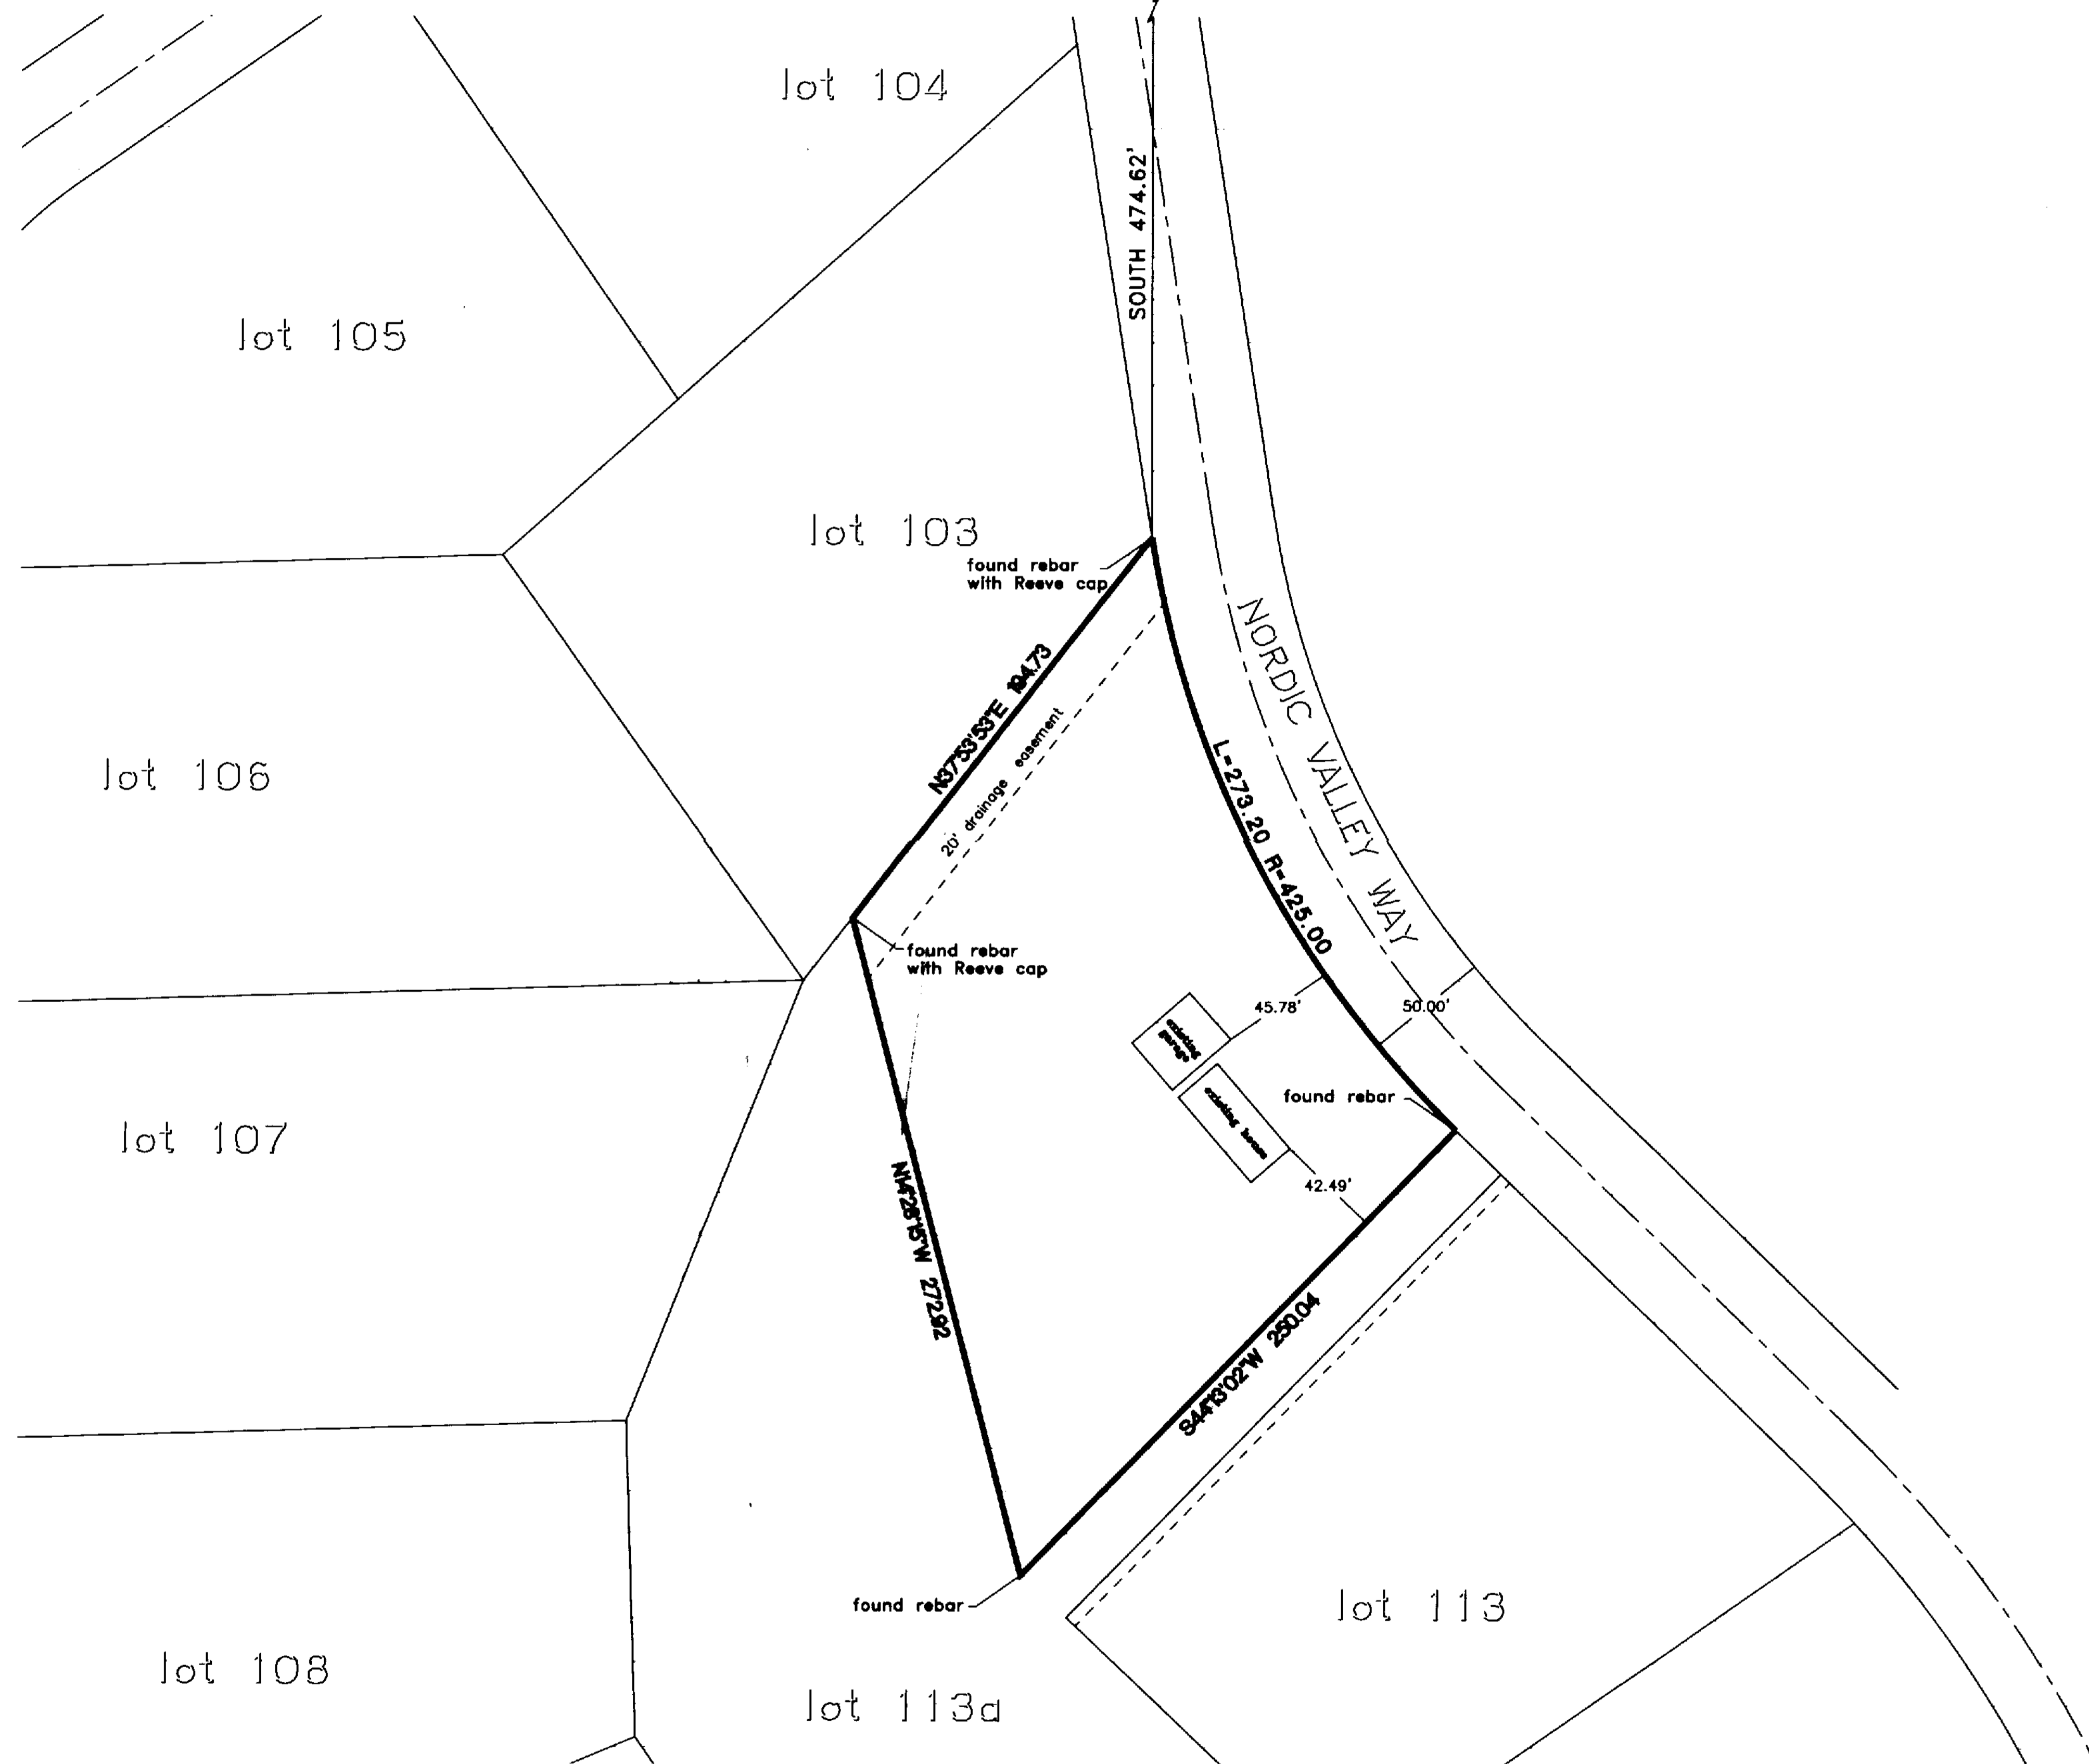 lot 104
SOUTH 474.62'
lot 105
lot 103
found rebar
with Reeve cap
NORDIC VALLEY WAY
N37°53'53"E 194.73
20' drainage easement
lot 106
L=273.20 R=425.00
found rebar
with Reeve cap
45.78'
50.00'
existing
garage
found rebar
existing house
lot 107
42.49'
N14°28'15"W 272.92
S44°13'02"W 250.04
found rebar
lot 113
lot 108
lot 113a